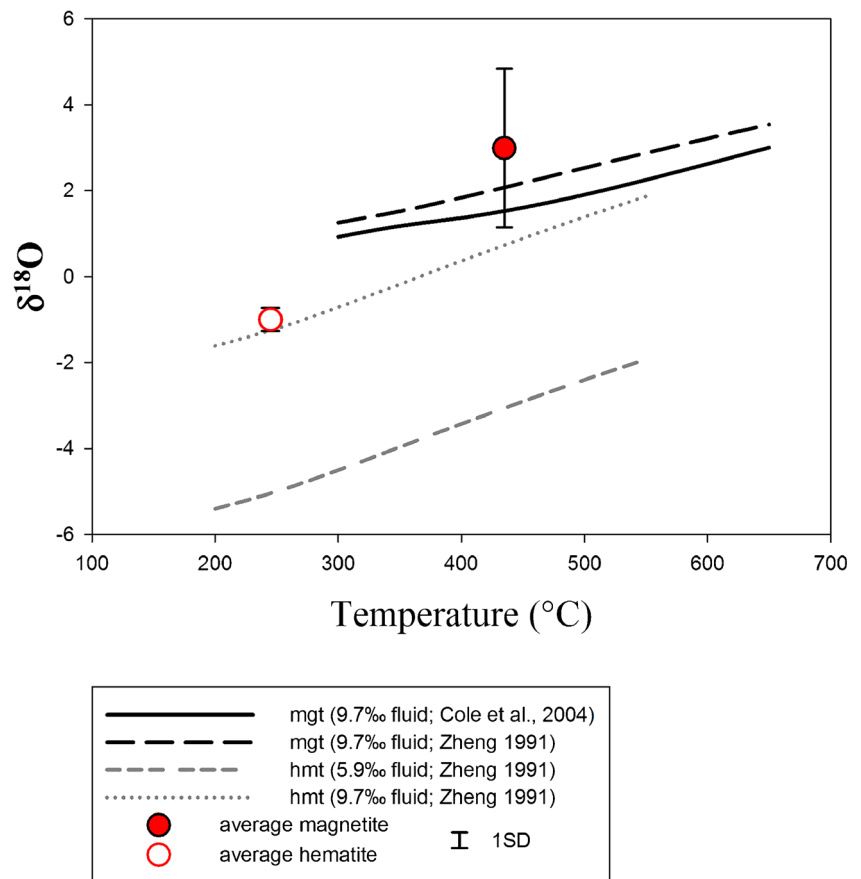 6
4
2
0
-2
-4
-6
δ18O
100 200 300 400 500 600 700
Temperature (°C)
mgt (9.7‰ fluid; Cole et al., 2004)
mgt (9.7‰ fluid; Zheng 1991)
hmt (5.9‰ fluid; Zheng 1991)
hmt (9.7‰ fluid; Zheng 1991)
average magnetite
average hematite
1SD